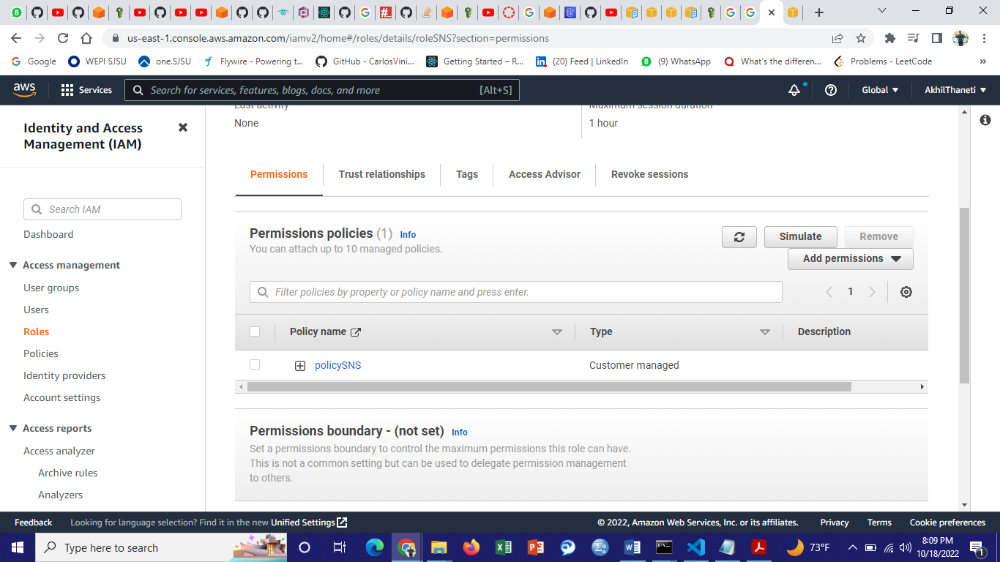 us-east-1.console.aws.amazon.com/iamv2/home#/roles/details/roleSNS?section=permissions
Google
WEPI SJSU
one.SJSU
Flywire - Powering t...
GitHub - CarlosVini...
Getting Started – R...
(20) Feed | LinkedIn
(9) WhatsApp
What's the differen...
Problems - LeetCode
»
aws
Services
Search for services, features, blogs, docs, and more
[Alt+S]
Global
AkhilThaneti
Identity and Access
Management (IAM)
Search IAM
Dashboard
Access management
User groups
Users
Roles
Policies
Identity providers
Account settings
Access reports
Access analyzer
Archive rules
Analyzers
Last activity
None
Maximum session duration
1 hour
Permissions
Trust relationships
Tags
Access Advisor
Revoke sessions
Permissions policies (1) Info
You can attach up to 10 managed policies.
Simulate
Remove
Add permissions
Filter policies by property or policy name and press enter.
1
Policy name
Type
Description
policySNS
Customer managed
Permissions boundary - (not set) Info
Set a permissions boundary to control the maximum permissions this role can have.
This is not a common setting but can be used to delegate permission management
to others.
Feedback
Looking for language selection? Find it in the new Unified Settings
© 2022, Amazon Web Services, Inc. or its affiliates.
Privacy
Terms
Cookie preferences
Type here to search
73°F
8:09 PM
10/18/2022
1